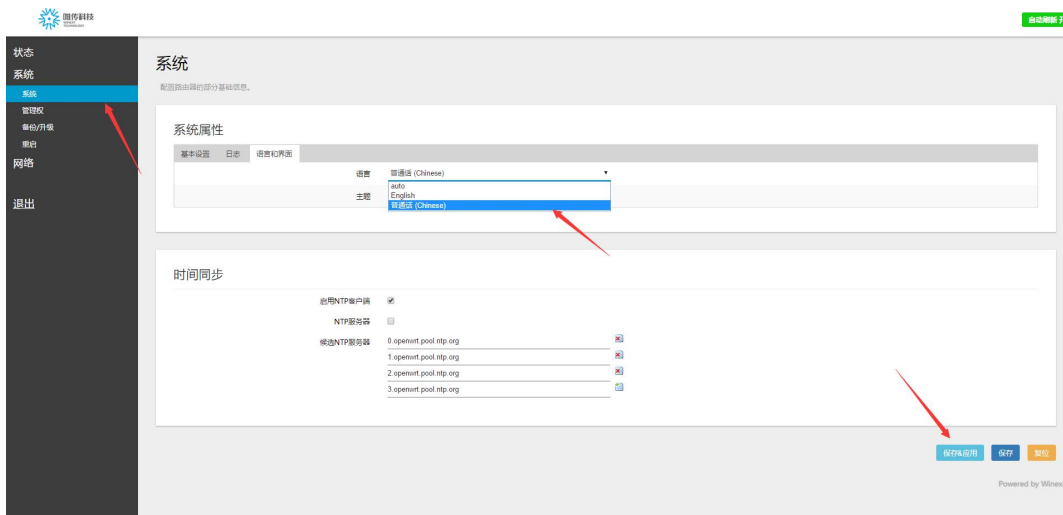 唯传科技
WINEXT
TECHNOLOGY
自动刷新 开
状态
系统
系统
管理权
备份/升级
重启
网络
退出
系统
配置路由器的部分基础信息。
系统属性
基本设置 日志 语言和界面
语言 普通话 (Chinese)
主题
auto
English
普通话 (Chinese)
时间同步
启用NTP客户端
NTP服务器
候选NTP服务器 0.openwrt.pool.ntp.org
1.openwrt.pool.ntp.org
2.openwrt.pool.ntp.org
3.openwrt.pool.ntp.org
保存&应用 保存 复位
Powered by Winex